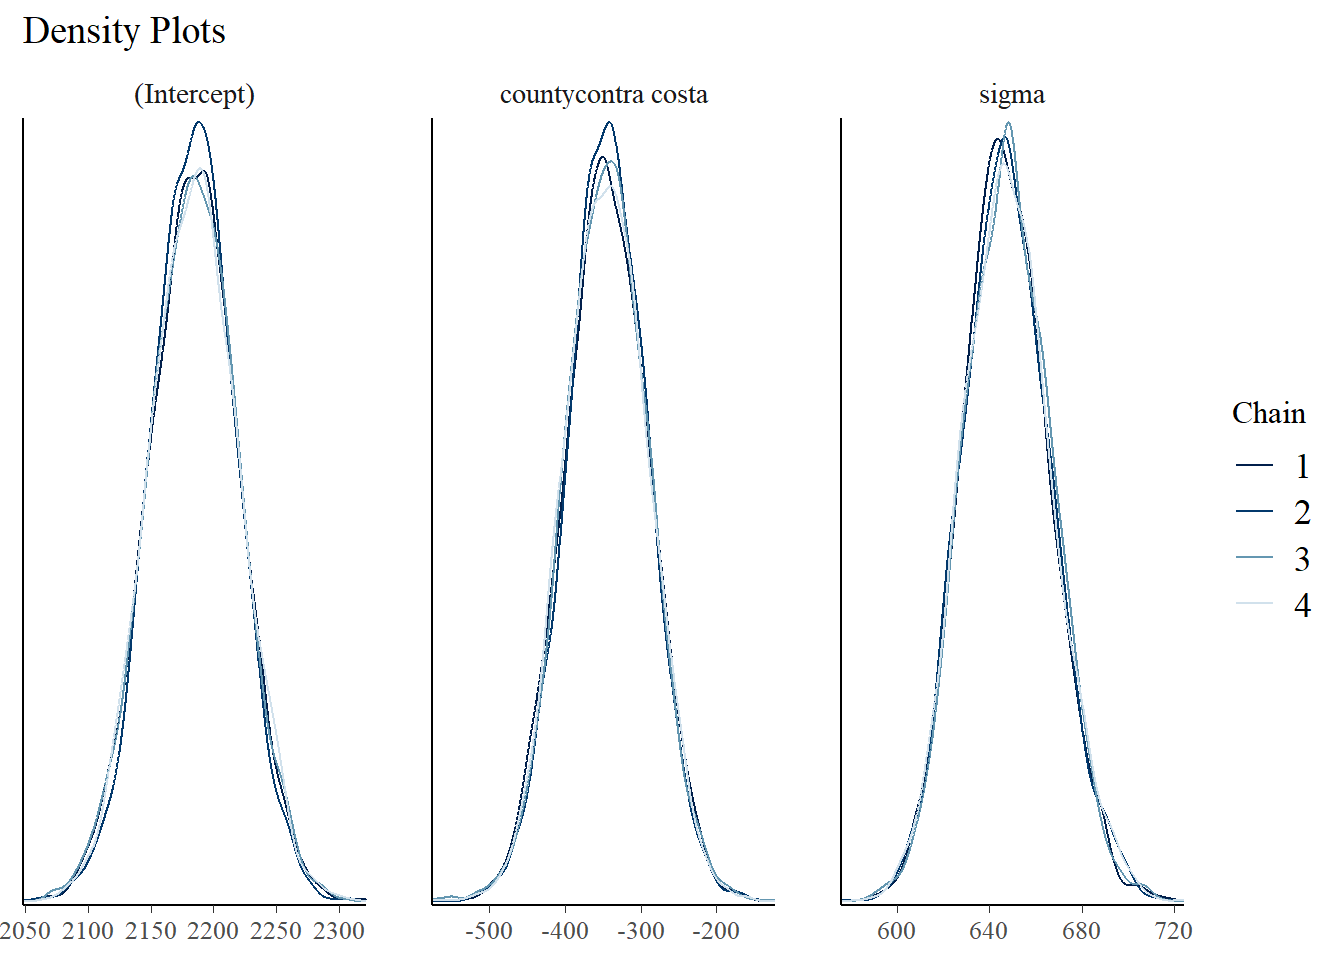 Density Plots
(Intercept)
countycontra costa
sigma
Chain
1
2
3
4
2050 2100 2150 2200 2250 2300
-500 -400 -300 -200
600 640 680 720